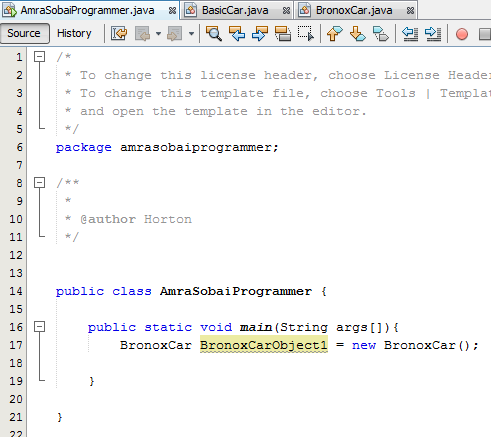 AmraSobaiProgrammer.java BasicCar.java BronoxCar.java
Source History
1 /*
2 * To change this license header, choose License Heade
3 * To change this template file, choose Tools | Templat
4 * and open the template in the editor.
5 */
6 package amrasobaiprogrammer;
7
8 /**
9 *
10 * @author Horton
11 */
12
13
14 public class AmraSobaiProgrammer {
15
16 public static void main(String args[]){
17 BronoxCar BronoxCarObject1 = new BronoxCar();
18
19 }
20
21 }
22